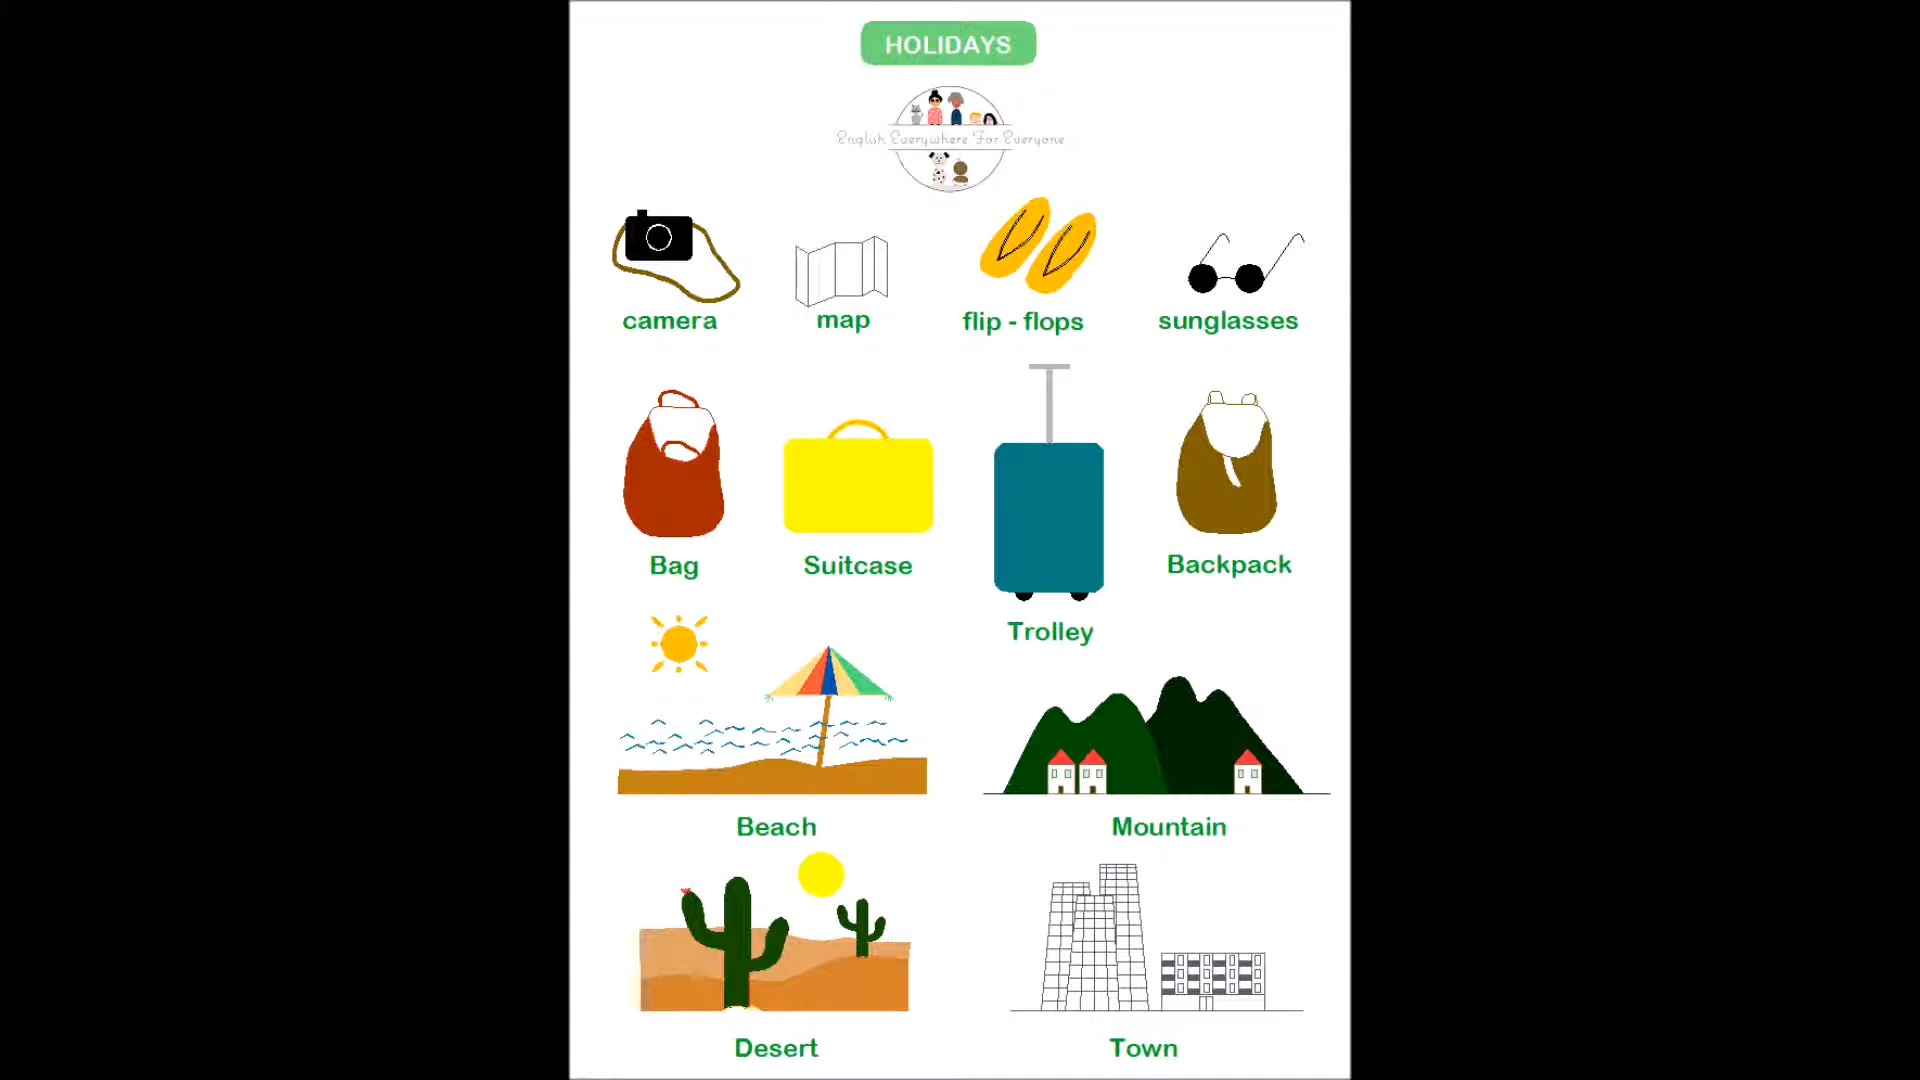 HOLIDAYS
English Everywhere For Everyone
camera
map
flip - flops
sunglasses
Bag
Suitcase
Trolley
Backpack
Beach
Mountain
Desert
Town